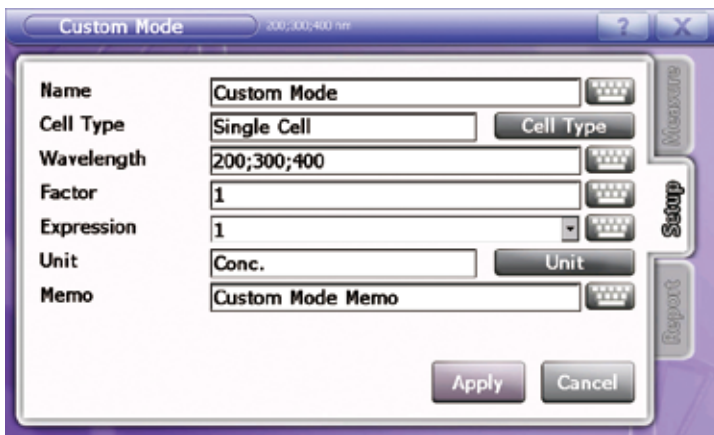 Custom Mode 200;300;400 nm ? X
Name Custom Mode
Cell Type Single Cell Cell Type
Wavelength 200;300;400
Factor 1
Expression 1
Unit Conc. Unit
Memo Custom Mode Memo
Apply Cancel
Measure
Setup
Report